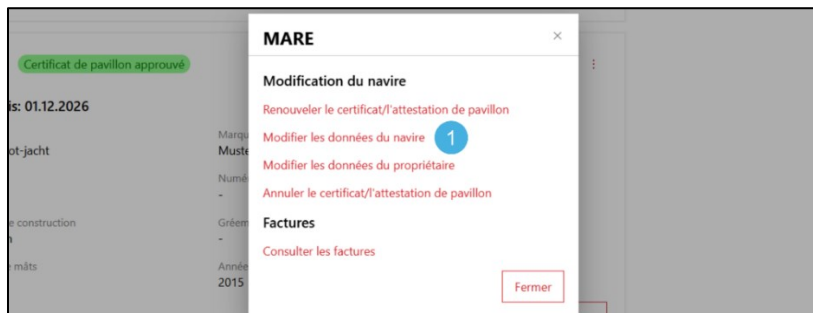 MARE
×
Certificat de pavillon approuvé
Modification du navire
is: 01.12.2026
Renouveler le certificat/l'attestation de pavillon
Marqu
Modifier les données du navire 1
ot-jacht
Muste
Modifier les données du propriétaire
Numé
-
Annuler le certificat/l'attestation de pavillon
e construction
Gréem
Factures
-
Consulter les factures
mâts
Année
2015
Fermer